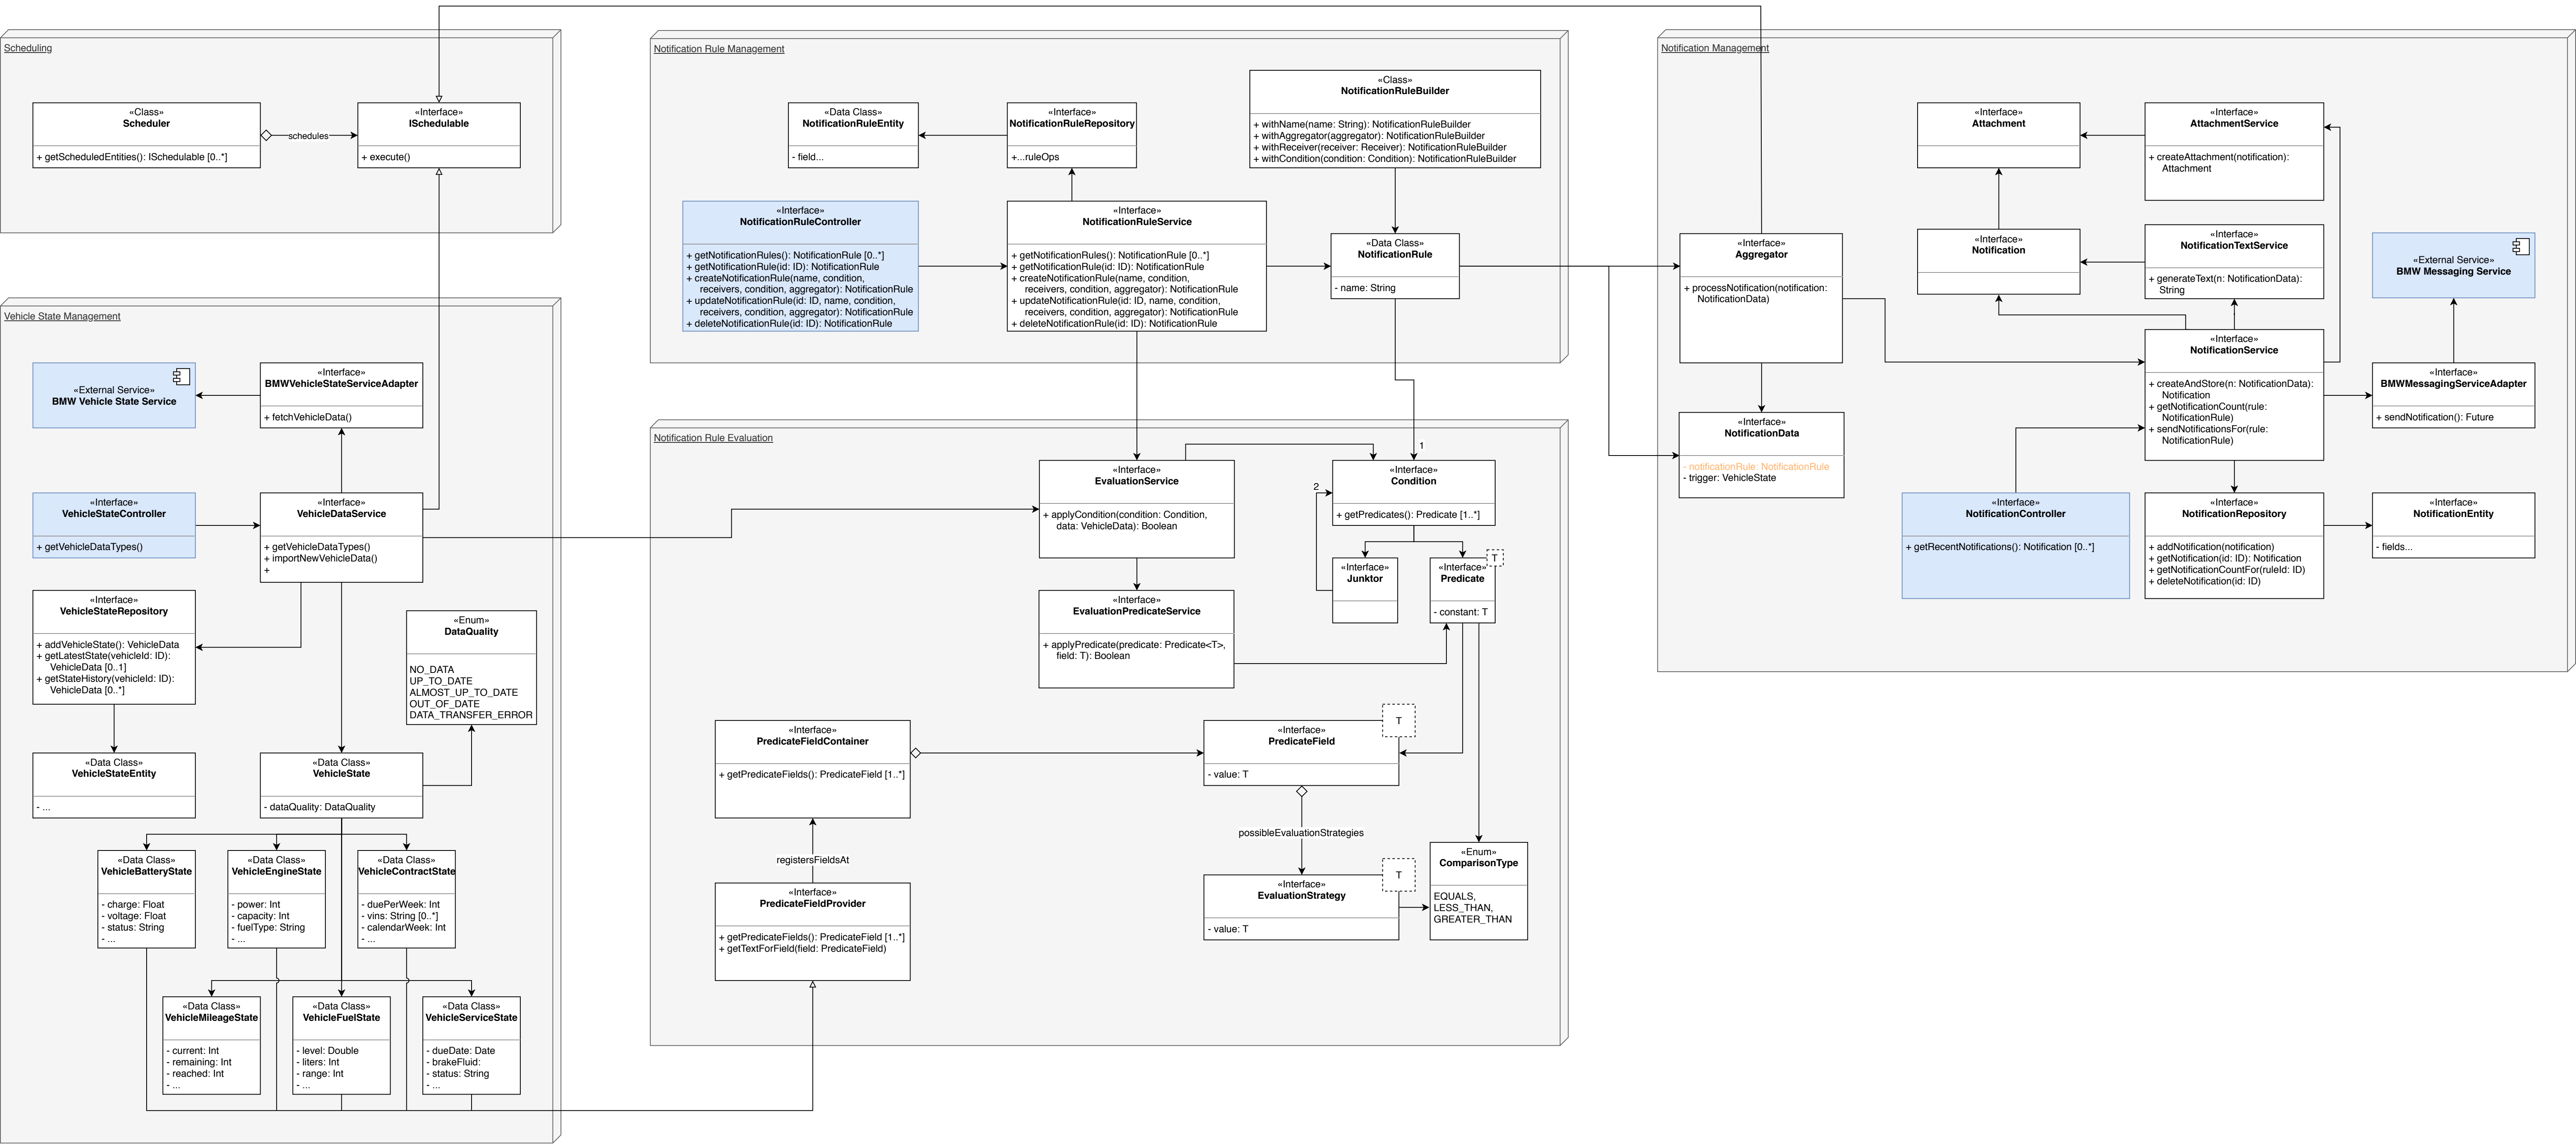 Scheduling
«Class»
Scheduler
+ getScheduledEntities(): ISchedulable [0..*]
schedules
«Interface»
ISchedulable
+ execute()
Vehicle State Management
«External Service»
BMW Vehicle State Service
«Interface»
BMWVehicleStateServiceAdapter
+ fetchVehicleData()
«Interface»
VehicleStateController
+ getVehicleDataTypes()
«Interface»
VehicleDataService
+ getVehicleDataTypes()
+ importNewVehicleData()
+
«Interface»
VehicleStateRepository
+ addVehicleState(): VehicleData
+ getLatestState(vehicleId: ID):
VehicleData [0..1]
+ getStateHistory(vehicleId: ID):
VehicleData [0..*]
«Enum»
DataQuality
NO_DATA
UP_TO_DATE
ALMOST_UP_TO_DATE
OUT_OF_DATE
DATA_TRANSFER_ERROR
«Data Class»
VehicleStateEntity
- ...
«Data Class»
VehicleState
- dataQuality: DataQuality
«Data Class»
VehicleBatteryState
- charge: Float
- voltage: Float
- status: String
- ...
«Data Class»
VehicleEngineState
- power: Int
- capacity: Int
- fuelType: String
- ...
«Data Class»
VehicleContractState
- duePerWeek: Int
- vins: String [0..*]
- calendarWeek: Int
- ...
«Data Class»
VehicleMileageState
- current: Int
- remaining: Int
- reached: Int
- ...
«Data Class»
VehicleFuelState
- level: Double
- liters: Int
- range: Int
- ...
«Data Class»
VehicleServiceState
- dueDate: Date
- brakeFluid:
- status: String
- ...
Notification Rule Management
«Data Class»
NotificationRuleEntity
- field...
«Interface»
NotificationRuleRepository
+...ruleOps
«Class»
NotificationRuleBuilder
+ withName(name: String): NotificationRuleBuilder
+ withAggregator(aggregator): NotificationRuleBuilder
+ withReceiver(receiver: Receiver): NotificationRuleBuilder
+ withCondition(condition: Condition): NotificationRuleBuilder
«Interface»
NotificationRuleController
+ getNotificationRules(): NotificationRule [0..*]
+ getNotificationRule(id: ID): NotificationRule
+ createNotificationRule(name, condition,
receivers, condition, aggregator): NotificationRule
+ updateNotificationRule(id: ID, name, condition,
receivers, condition, aggregator): NotificationRule
+ deleteNotificationRule(id: ID): NotificationRule
«Interface»
NotificationRuleService
+ getNotificationRules(): NotificationRule [0..*]
+ getNotificationRule(id: ID): NotificationRule
+ createNotificationRule(name, condition,
receivers, condition, aggregator): NotificationRule
+ updateNotificationRule(id: ID, name, condition,
receivers, condition, aggregator): NotificationRule
+ deleteNotificationRule(id: ID): NotificationRule
«Data Class»
NotificationRule
- name: String
Notification Rule Evaluation
«Interface»
EvaluationService
+ applyCondition(condition: Condition,
data: VehicleData): Boolean
1
2
«Interface»
Condition
+ getPredicates(): Predicate [1..*]
«Interface»
Junktor
T
«Interface»
Predicate
- constant: T
«Interface»
EvaluationPredicateService
+ applyPredicate(predicate: Predicate<T>,
field: T): Boolean
«Interface»
PredicateFieldContainer
+ getPredicateFields(): PredicateField [1..*]
T
«Interface»
PredicateField
- value: T
possibleEvaluationStrategies
registersFieldsAt
«Interface»
PredicateFieldProvider
+ getPredicateFields(): PredicateField [1..*]
+ getTextForField(field: PredicateField)
T
«Interface»
EvaluationStrategy
- value: T
«Enum»
ComparisonType
EQUALS,
LESS_THAN,
GREATER_THAN
Notification Management
«Interface»
Attachment
«Interface»
AttachmentService
+ createAttachment(notification):
Attachment
«Interface»
Notification
«Interface»
NotificationTextService
+ generateText(n: NotificationData):
String
«External Service»
BMW Messaging Service
«Interface»
Aggregator
+ processNotification(notification:
NotificationData)
«Interface»
NotificationService
+ createAndStore(n: NotificationData):
Notification
+ getNotificationCount(rule:
NotificationRule)
+ sendNotificationsFor(rule:
NotificationRule)
«Interface»
BMWMessagingServiceAdapter
+ sendNotification(): Future
«Interface»
NotificationData
- notificationRule: NotificationRule
- trigger: VehicleState
«Interface»
NotificationController
+ getRecentNotifications(): Notification [0..*]
«Interface»
NotificationRepository
+ addNotification(notification)
+ getNotification(id: ID): Notification
+ getNotificationCountFor(ruleId: ID)
+ deleteNotification(id: ID)
«Interface»
NotificationEntity
- fields...